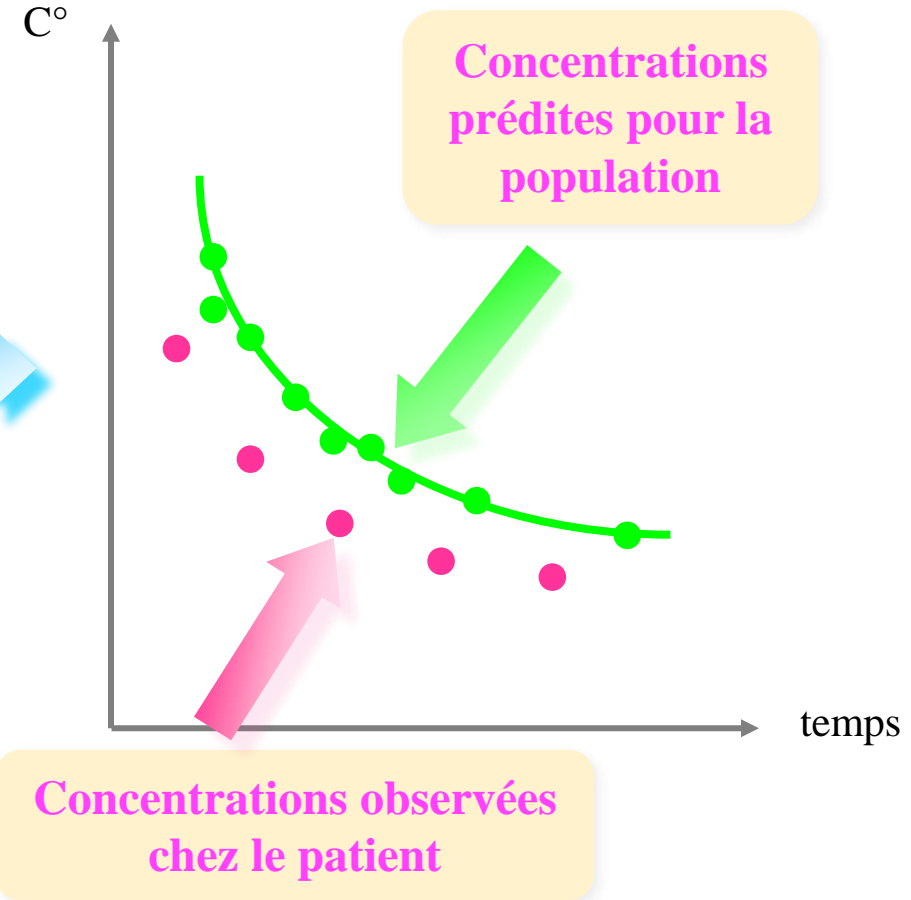 C°
Concentrations
prédites pour la
population
temps
Concentrations observées
chez le patient